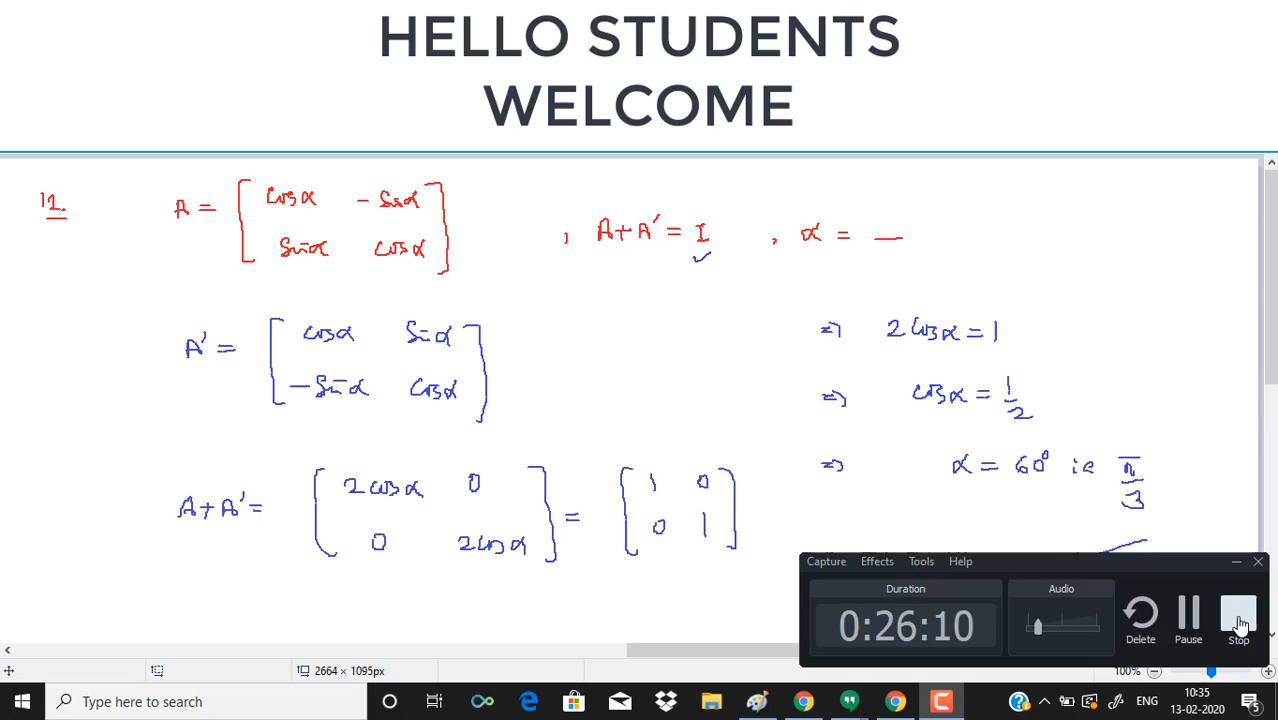 HELLO STUDENTS
WELCOME
11.
A = [ cosα - sinα
sinα cosα ]
, A+A' = I , α = —
A' = [ cosα sinα
-sinα cosα ]
⇒ 2cosα = 1
⇒ cosα = 1/2
⇒ α = 60° ie π/3
A+A' = [ 2cosα 0
0 2cosα ] = [ 1 0
0 1 ]
Capture Effects Tools Help
Duration Audio
0:26:10
Delete Pause Stop
2664 × 1095px
100%
Type here to search
ENG
10:35
13-02-2020
5